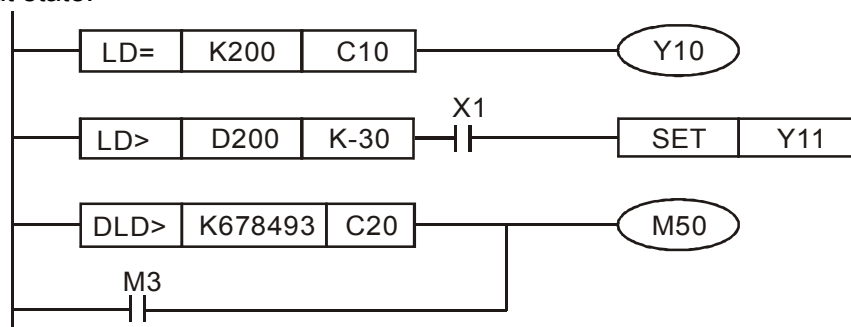 LD= K200 C10 Y10
X1
LD> D200 K-30 SET Y11
DLD> K678493 C20 M50
M3